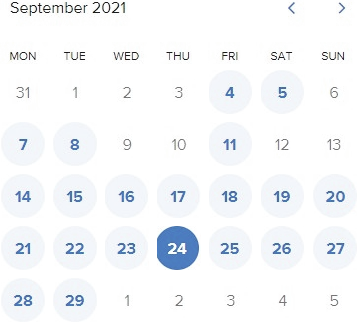 September 2021
MON TUE WED THU FRI SAT SUN
31 1 2 3 4 5 6
7 8 9 10 11 12 13
14 15 16 17 18 19 20
21 22 23 24 25 26 27
28 29 1 2 3 4 5